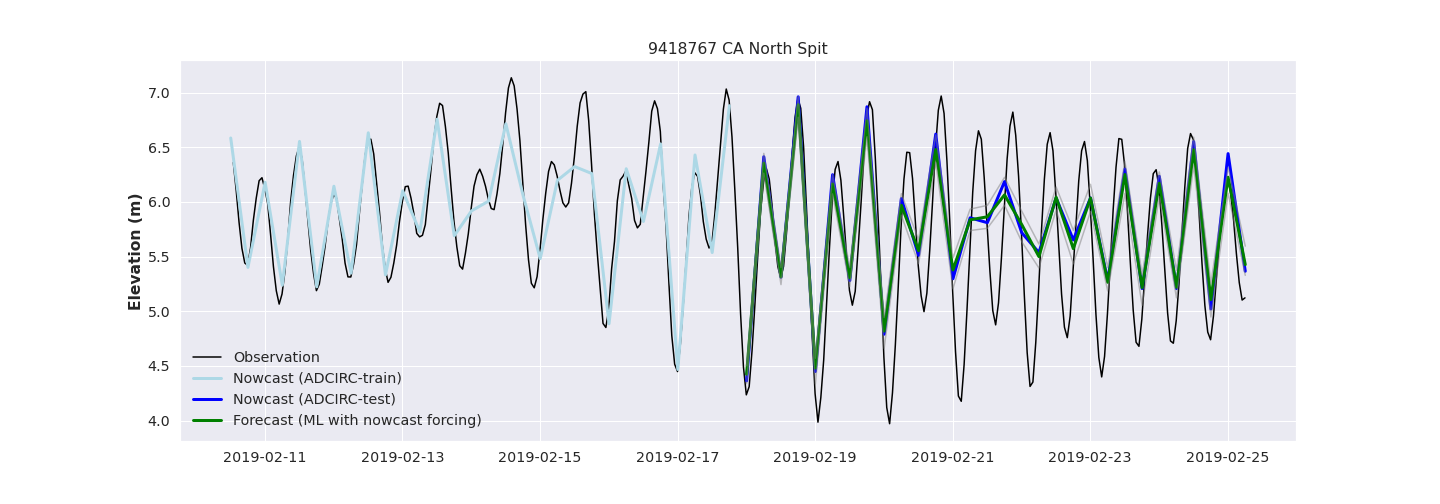 9418767 CA North Spit
Elevation (m)
7.0
6.5
6.0
5.5
5.0
4.5
4.0
Observation
Nowcast (ADCIRC-train)
Nowcast (ADCIRC-test)
Forecast (ML with nowcast forcing)
2019-02-11 2019-02-13 2019-02-15 2019-02-17 2019-02-19 2019-02-21 2019-02-23 2019-02-25